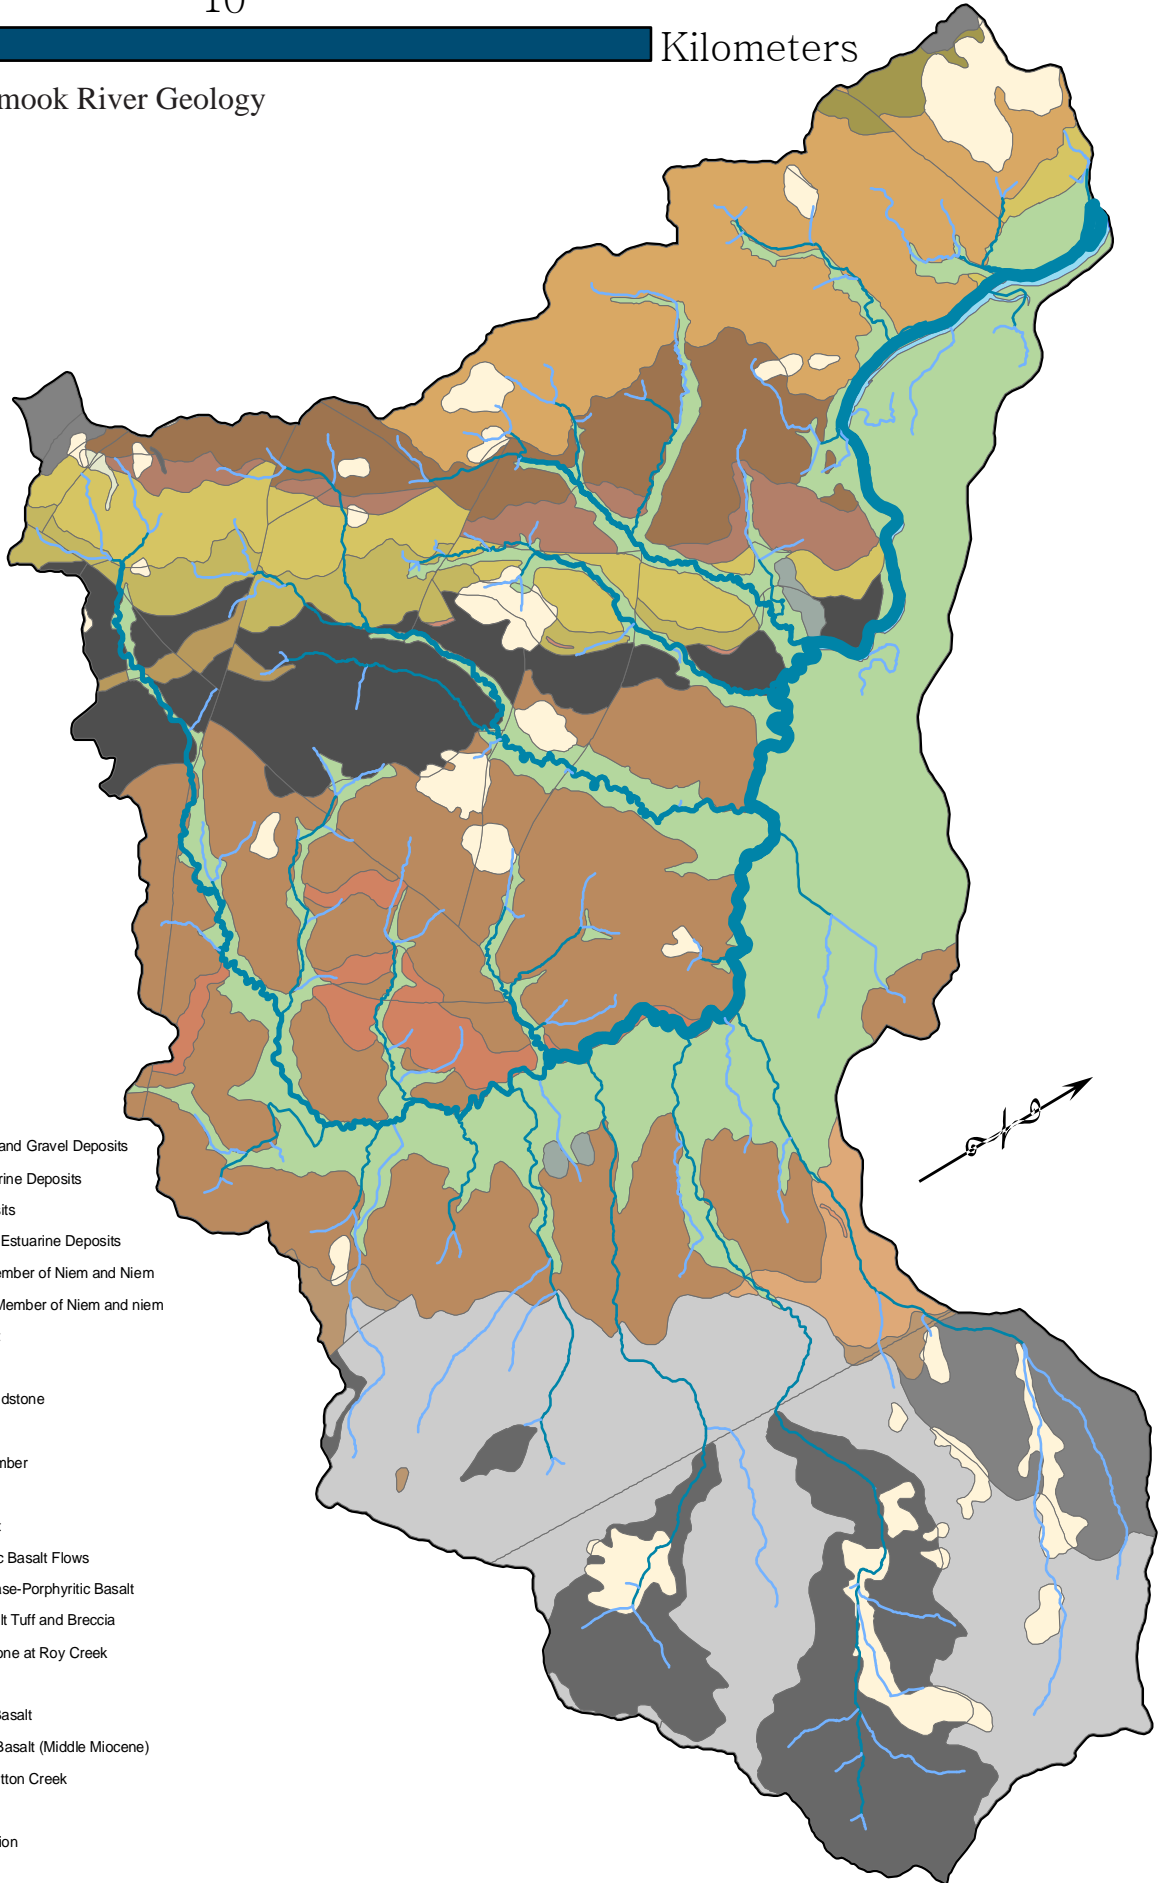 10
Kilometers
mook River Geology
and Gravel Deposits
rine Deposits
sits
Estuarine Deposits
ember of Niem and Niem
Member of Niem and niem
t
dstone
mber
t
c Basalt Flows
ase-Porphyritic Basalt
lt Tuff and Breccia
one at Roy Creek
Basalt
Basalt (Middle Miocene)
tton Creek
ion